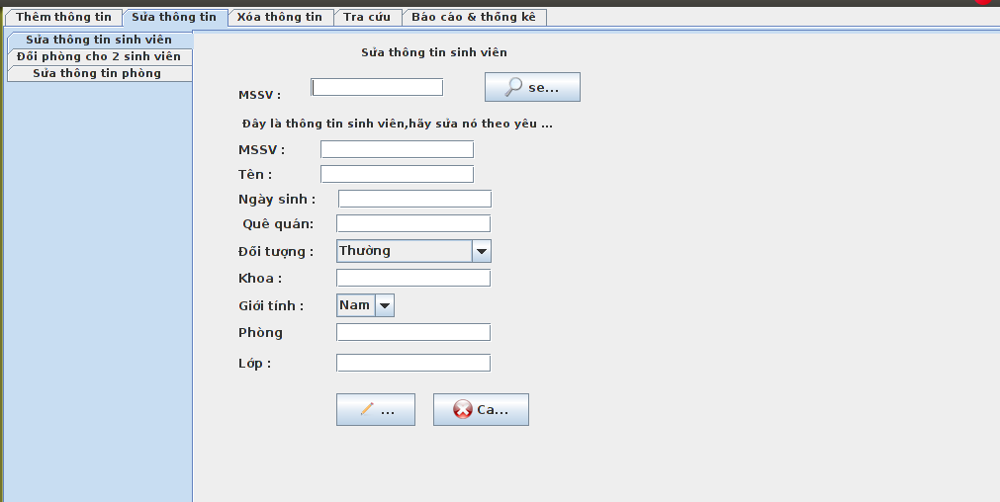 Thêm thông tin Sửa thông tin Xóa thông tin Tra cứu Báo cáo & thống kê
Sửa thông tin sinh viên
Đổi phòng cho 2 sinh viên
Sửa thông tin phòng
Sửa thông tin sinh viên
MSSV : se...
Đây là thông tin sinh viên,hãy sửa nó theo yêu ...
MSSV :
Tên :
Ngày sinh :
Quê quán:
Đối tượng : Thường
Khoa :
Giới tính : Nam
Phòng
Lớp :
... Ca...